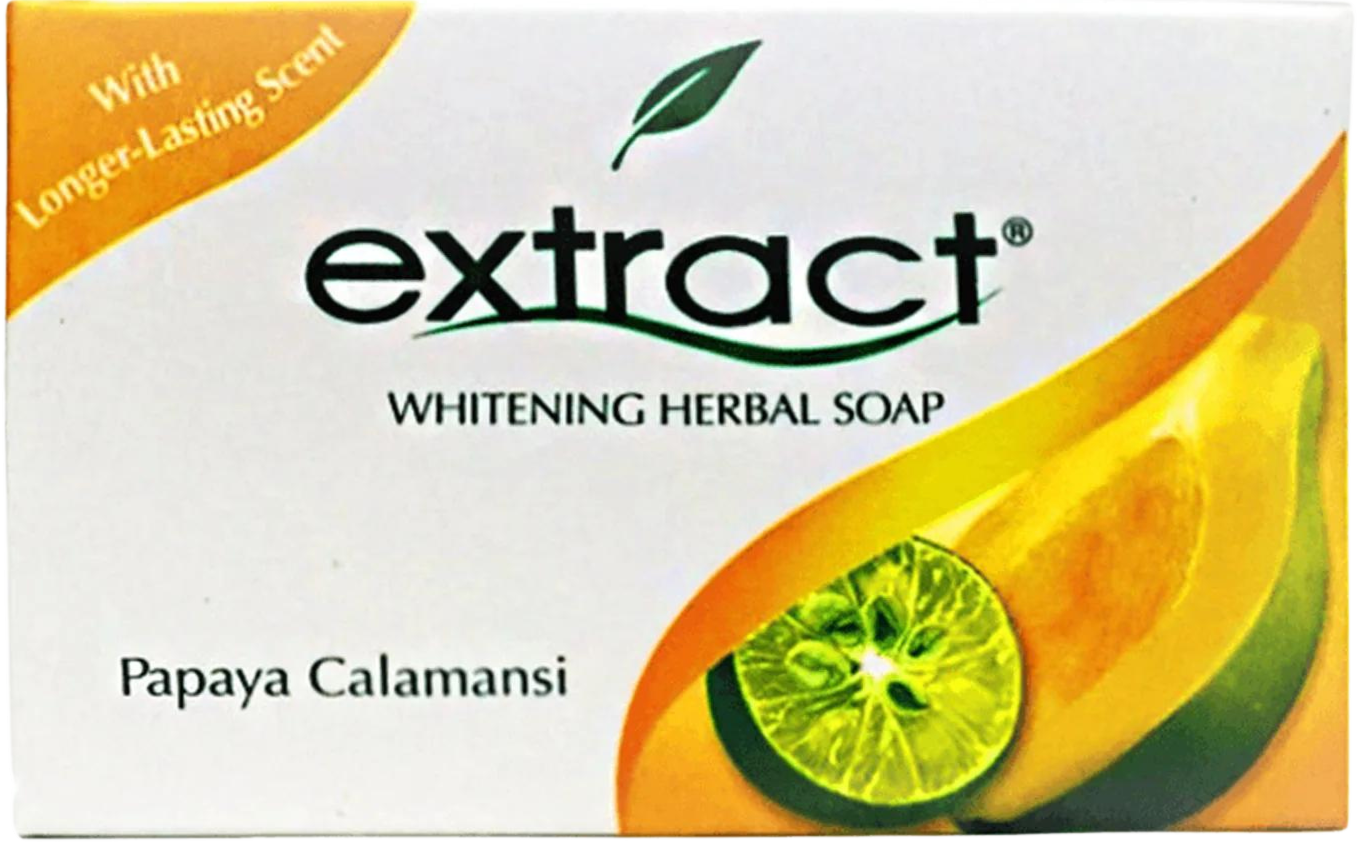 With
Longer-Lasting Scent
extract®
WHITENING HERBAL SOAP
Papaya Calamansi